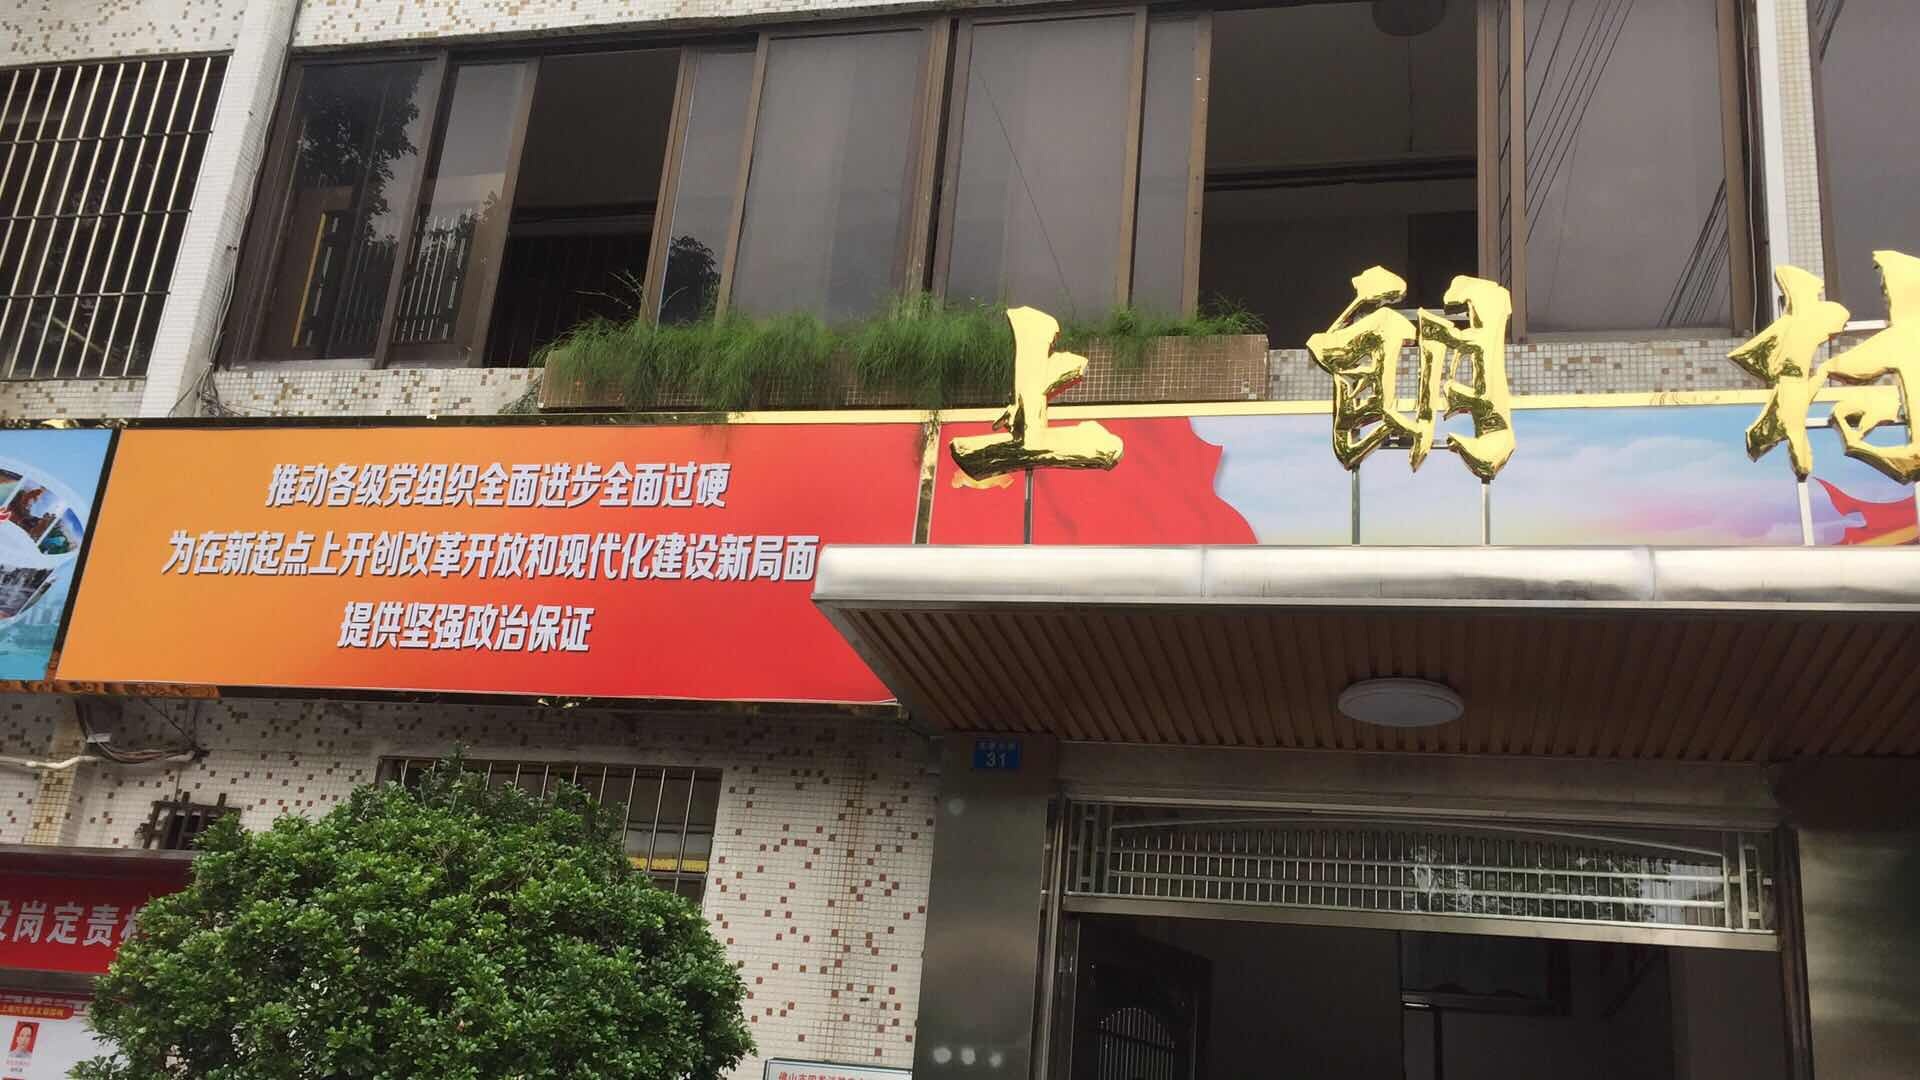 上朗村
推动各级党组织全面进步全面过硬
为在新起点上开创改革开放和现代化建设新局面
提供坚强政治保证
31
设岗定责